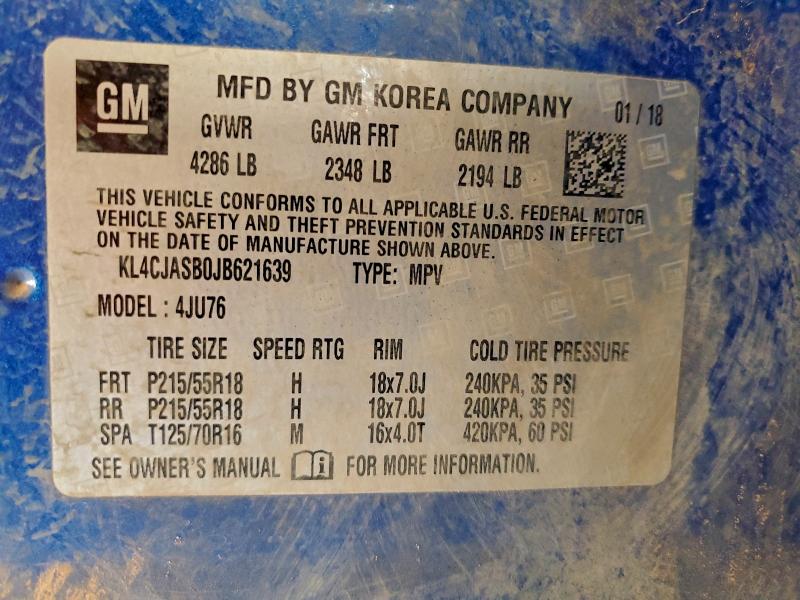 GM
MFD BY GM KOREA COMPANY 01 / 18
GVWR GAWR FRT GAWR RR
4286 LB 2348 LB 2194 LB
THIS VEHICLE CONFORMS TO ALL APPLICABLE U.S. FEDERAL MOTOR
VEHICLE SAFETY AND THEFT PREVENTION STANDARDS IN EFFECT
ON THE DATE OF MANUFACTURE SHOWN ABOVE.
KL4CJASB0JB621639 TYPE: MPV
MODEL : 4JU76
TIRE SIZE SPEED RTG RIM COLD TIRE PRESSURE
FRT P215/55R18 H 18x7.0J 240KPA, 35 PSI
RR P215/55R18 H 18x7.0J 240KPA, 35 PSI
SPA T125/70R16 M 16x4.0T 420KPA, 60 PSI
SEE OWNER'S MANUAL FOR MORE INFORMATION.